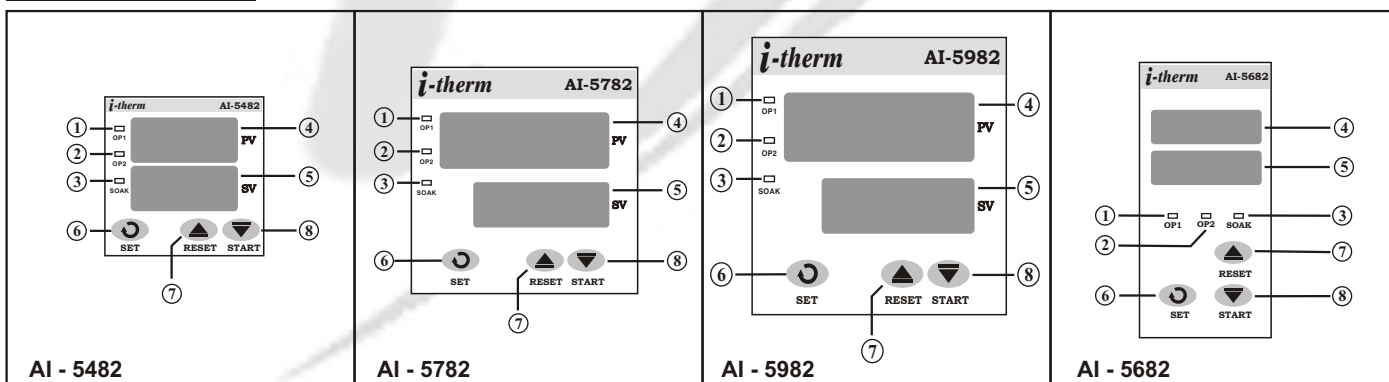 i-therm AI-5482
① OP1
② OP2
③ SOAK
④
PV
⑤
SV
⑥ SET
RESET START
⑧
⑦
AI - 5482
i-therm AI-5782
① OP1
② OP2
③ SOAK
④
PV
⑤
SV
⑥ SET
RESET START
⑧
⑦
AI - 5782
i-therm AI-5982
① OP1
② OP2
③ SOAK
④
PV
⑤
SV
⑥ SET
RESET START
⑧
⑦
AI - 5982
i-therm AI-5682
④
⑤
① ③
OP1 OP2 SOAK
②
⑦
RESET
⑥ ⑧
SET START
AI - 5682